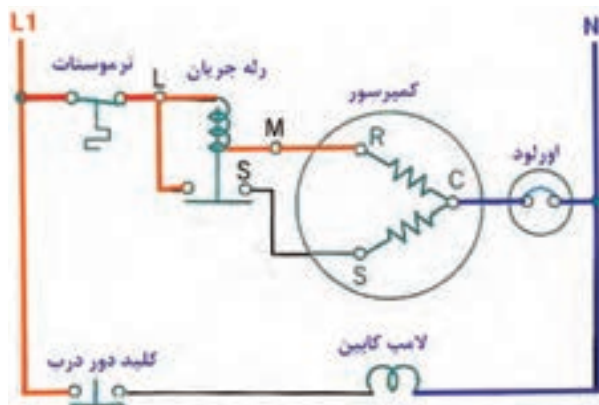 L1
N
ترموستات
L
رله جریان
کمپرسور
M
R
اورلود
S
C
S
کلید دور درب
لامپ کابین